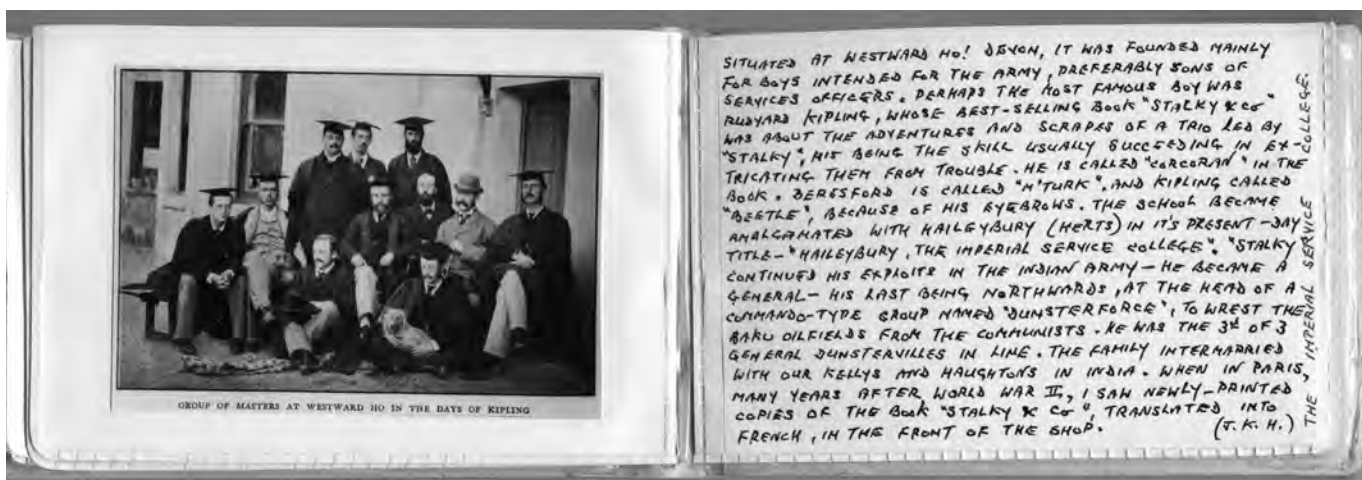 GROUP OF MASTERS AT WESTWARD HO IN THE DAYS OF KIPLING
SITUATED AT WESTWARD HO! DEVON, IT WAS FOUNDED MAINLY
FOR BOYS INTENDED FOR THE ARMY, PREFERABLY SONS OF
SERVICES OFFICERS. PERHAPS THE MOST FAMOUS BOY WAS
RUDYARD KIPLING, WHOSE BEST-SELLING BOOK "STALKY & CO"
WAS ABOUT THE ADVENTURES AND SCRAPES OF A TRIO LED BY
"STALKY", HIS BEING THE SKILL USUALLY SUCCEEDING IN EX-
TRICATING THEM FROM TROUBLE. HE IS CALLED "CORCORAN" IN THE
BOOK. BERESFORD IS CALLED "M'TURK", AND KIPLING CALLED
"BEETLE", BECAUSE OF HIS EYEBROWS. THE SCHOOL BECAME
AMALGAMATED WITH HAILEYBURY (HERTS) IN IT'S PRESENT-DAY
TITLE - "HAILEYBURY, THE IMPERIAL SERVICE COLLEGE". "STALKY"
CONTINUED HIS EXPLOITS IN THE INDIAN ARMY - HE BECAME A
GENERAL - HIS LAST BEING NORTHWARDS, AT THE HEAD OF A
COMMANDO-TYPE GROUP NAMED "DUNSTERFORCE", TO WREST THE
BAKU OILFIELDS FROM THE COMMUNISTS. HE WAS THE 3rd OF 3
GENERAL DUNSTERVILLES IN LINE. THE FAMILY INTERMARRIED
WITH OUR KELLYS AND HAUGHTONS IN INDIA. WHEN IN PARIS,
MANY YEARS AFTER WORLD WAR II, I SAW NEWLY-PRINTED
COPIES OF THE BOOK "STALKY & CO", TRANSLATED INTO
FRENCH, IN THE FRONT OF THE SHOP. (J.K.H.)
THE IMPERIAL SERVICE COLLEGE.